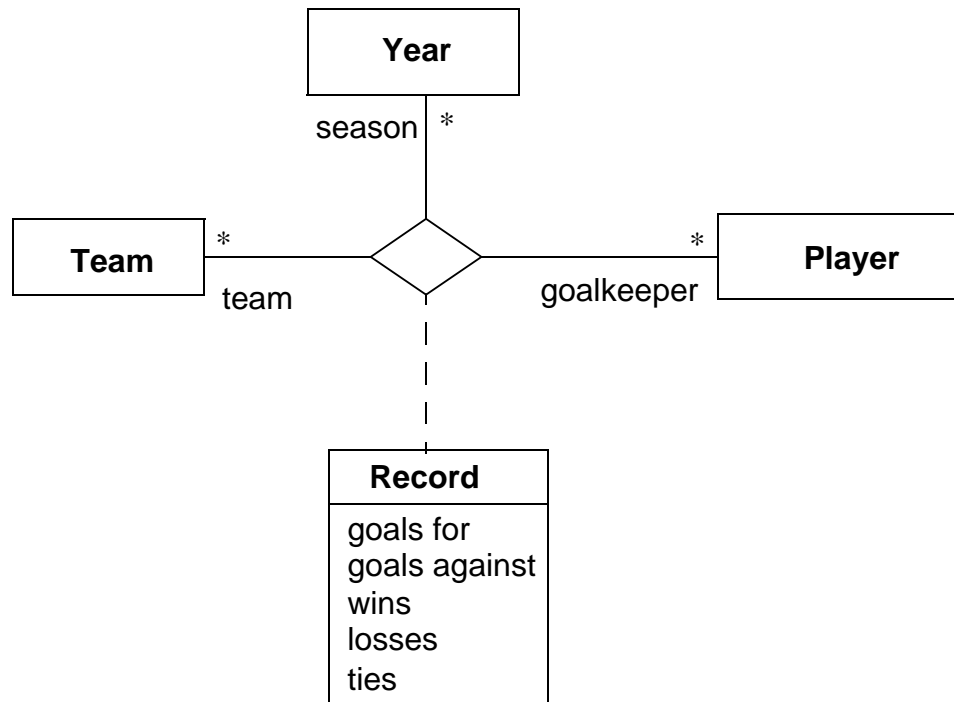 Year
season *
Team * * Player
team goalkeeper
Record
goals for
goals against
wins
losses
ties